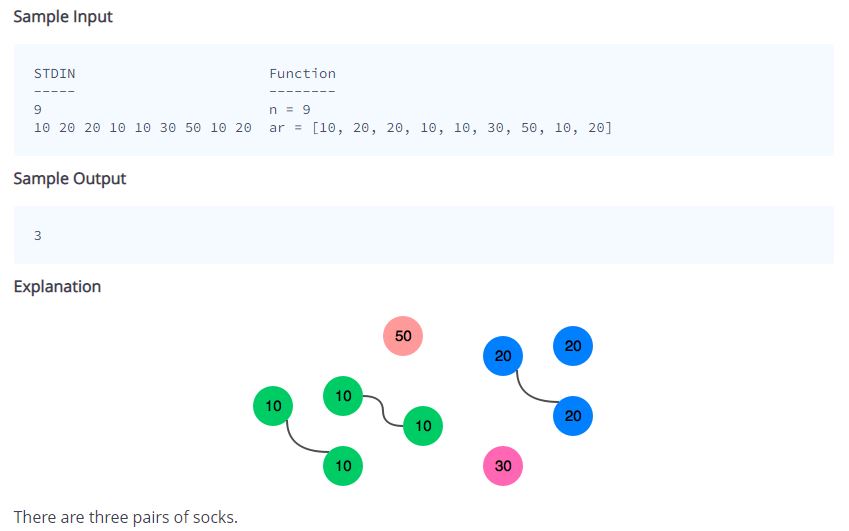 Sample Input
STDIN Function
----- --------
9 n = 9
10 20 20 10 10 30 50 10 20 ar = [10, 20, 20, 10, 10, 30, 50, 10, 20]
Sample Output
3
Explanation
50
20
20
10
10
20
10
10
30
There are three pairs of socks.